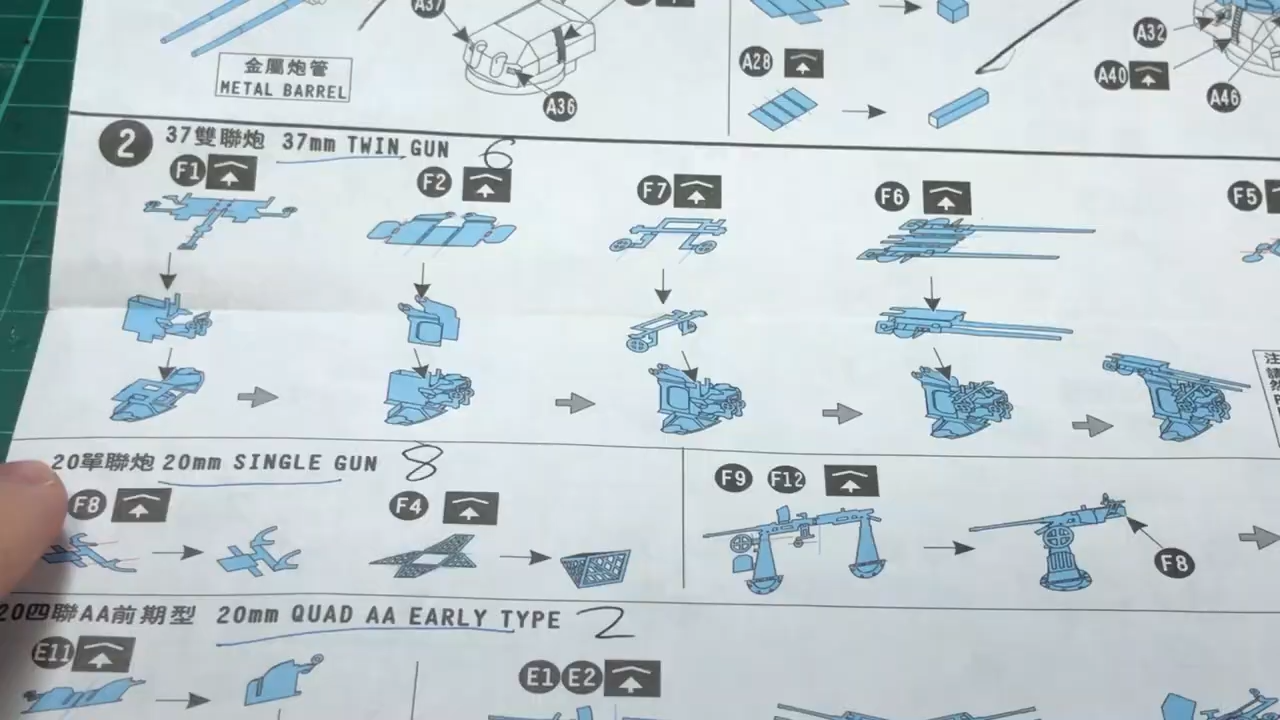 A37
金屬炮管
METAL BARREL
A36
A28
A32
A40
A46
2 37雙聯炮 37mm TWIN GUN 6
F1 F2 F7 F6 F5
20單聯炮 20mm SINGLE GUN 8
F8 F4 F9 F12
F8
20四聯AA前期型 20mm QUAD AA EARLY TYPE 2
E11 E1 E2